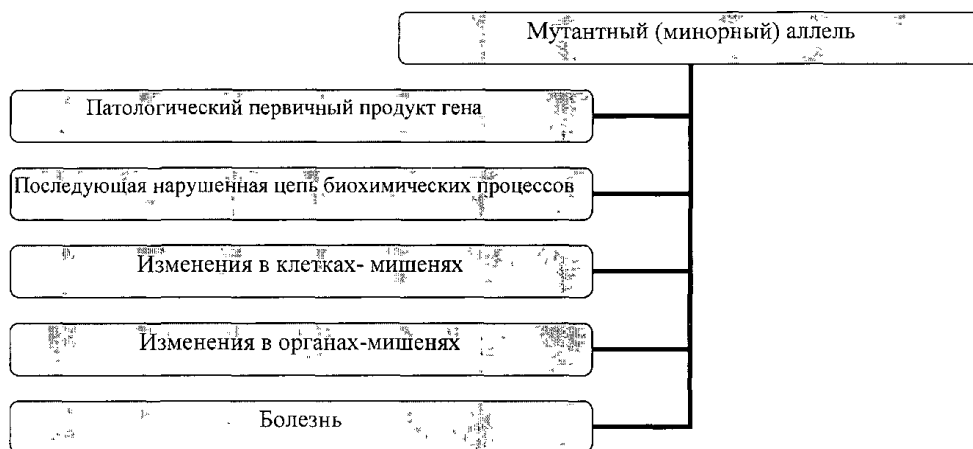 Мутантный (минорный) аллель
Патологический первичный продукт гена
Последующая нарушенная цепь биохимических процессов
Изменения в клетках- мишенях
Изменения в органах-мишенях
Болезнь